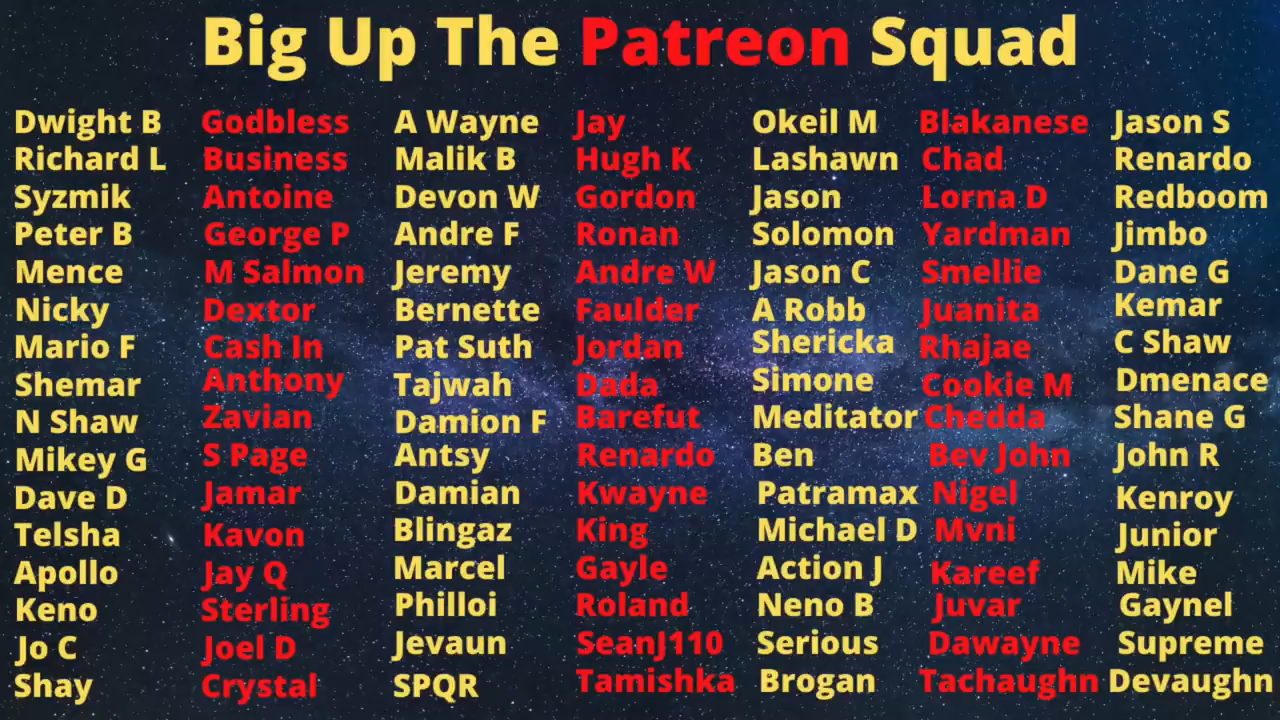 Big Up The Patreon Squad
Dwight B Godbless A Wayne Jay Okeil M Blakanese Jason S
Richard L Business Malik B Hugh K Lashawn Chad Renardo
Syzmik Antoine Devon W Gordon Jason Lorna D Redboom
Peter B George P Andre F Ronan Solomon Yardman Jimbo
Mence M Salmon Jeremy Andre W Jason C Smellie Dane G
Nicky Dextor Bernette Faulder A Robb Juanita Kemar
Mario F Cash In Pat Suth Jordan Shericka Rhajae C Shaw
Shemar Anthony Tajwah Dada Simone Cookie M Dmenace
N Shaw Zavian Damion F Barefut Meditator Chedda Shane G
Mikey G S Page Antsy Renardo Ben Bev John John R
Dave D Jamar Damian Kwayne Patramax Nigel Kenroy
Telsha Kavon Blingaz King Michael D Mvni Junior
Apollo Jay Q Marcel Gayle Action J Kareef Mike
Keno Sterling Philloi Roland Neno B Juvar Gaynel
Jo C Joel D Jevaun SeanJ110 Serious Dawayne Supreme
Shay Crystal SPQR Tamishka Brogan Tachaughn Devaughn